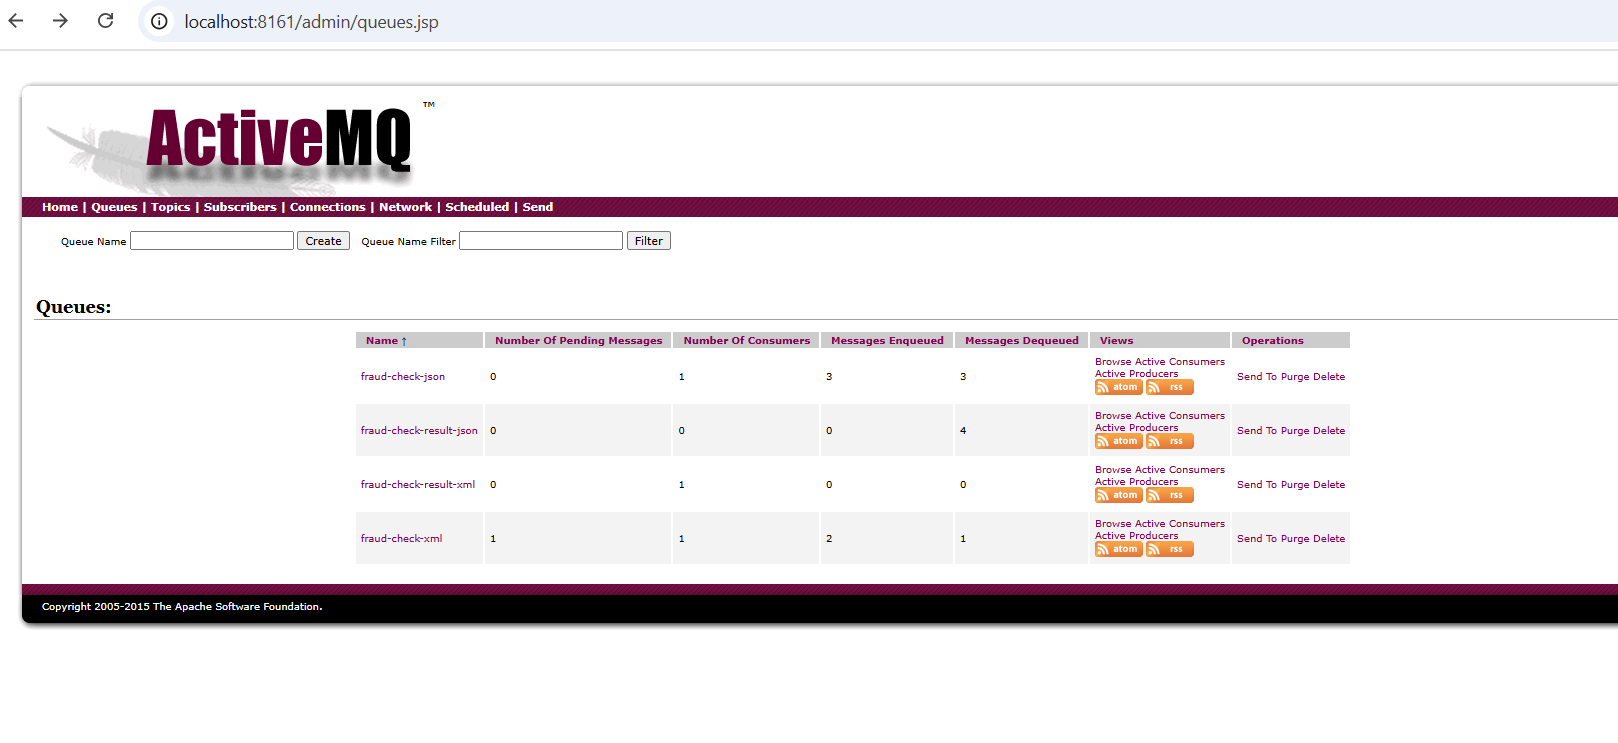 localhost:8161/admin/queues.jsp
ActiveMQ™
Home | Queues | Topics | Subscribers | Connections | Network | Scheduled | Send
Queue Name Create Queue Name Filter Filter
Queues:
Name ↑ Number Of Pending Messages Number Of Consumers Messages Enqueued Messages Dequeued Views Operations
fraud-check-json 0 1 3 3 Browse Active Consumers Active Producers atom rss Send To Purge Delete
fraud-check-result-json 0 0 0 4 Browse Active Consumers Active Producers atom rss Send To Purge Delete
fraud-check-result-xml 0 1 0 0 Browse Active Consumers Active Producers atom rss Send To Purge Delete
fraud-check-xml 1 1 2 1 Browse Active Consumers Active Producers atom rss Send To Purge Delete
Copyright 2005-2015 The Apache Software Foundation.